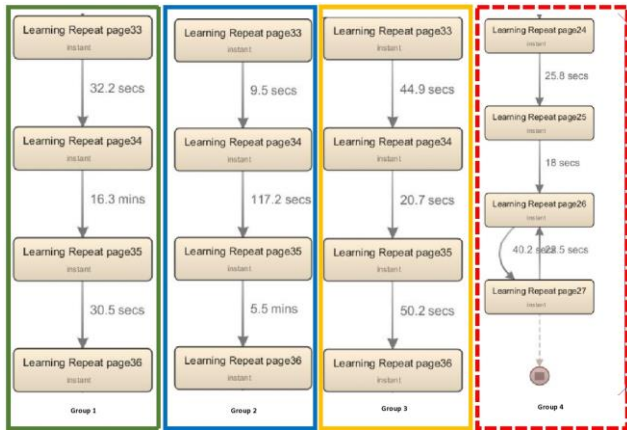 Learning Repeat page33
instant
32.2 secs
Learning Repeat page34
instant
16.3 mins
Learning Repeat page35
instant
30.5 secs
Learning Repeat page36
instant
Group 1
Learning Repeat page33
instant
9.5 secs
Learning Repeat page34
instant
117.2 secs
Learning Repeat page35
instant
5.5 mins
Learning Repeat page36
instant
Group 2
Learning Repeat page33
instant
44.9 secs
Learning Repeat page34
instant
20.7 secs
Learning Repeat page35
instant
50.2 secs
Learning Repeat page36
instant
Group 3
Learning Repeat page24
instant
25.8 secs
Learning Repeat page25
instant
18 secs
Learning Repeat page26
instant
40.2 secs
Learning Repeat page27
instant
Group 4